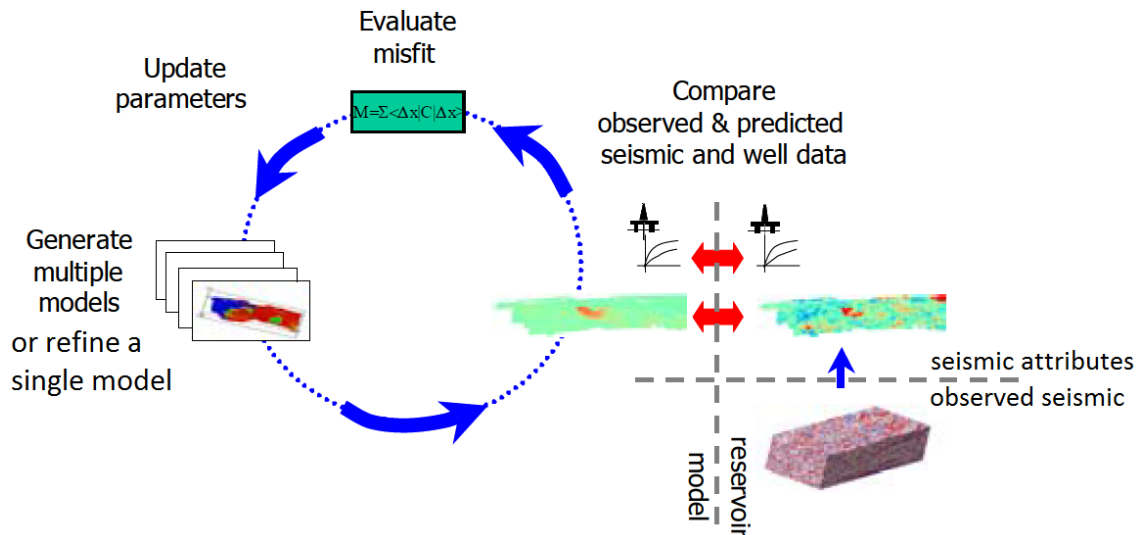 Evaluate
misfit
Update
parameters
M=Σ<Δx|C|Δx>
Compare
observed & predicted
seismic and well data
Generate
multiple
models
or refine a
single model
seismic attributes
observed seismic
model
reservoir